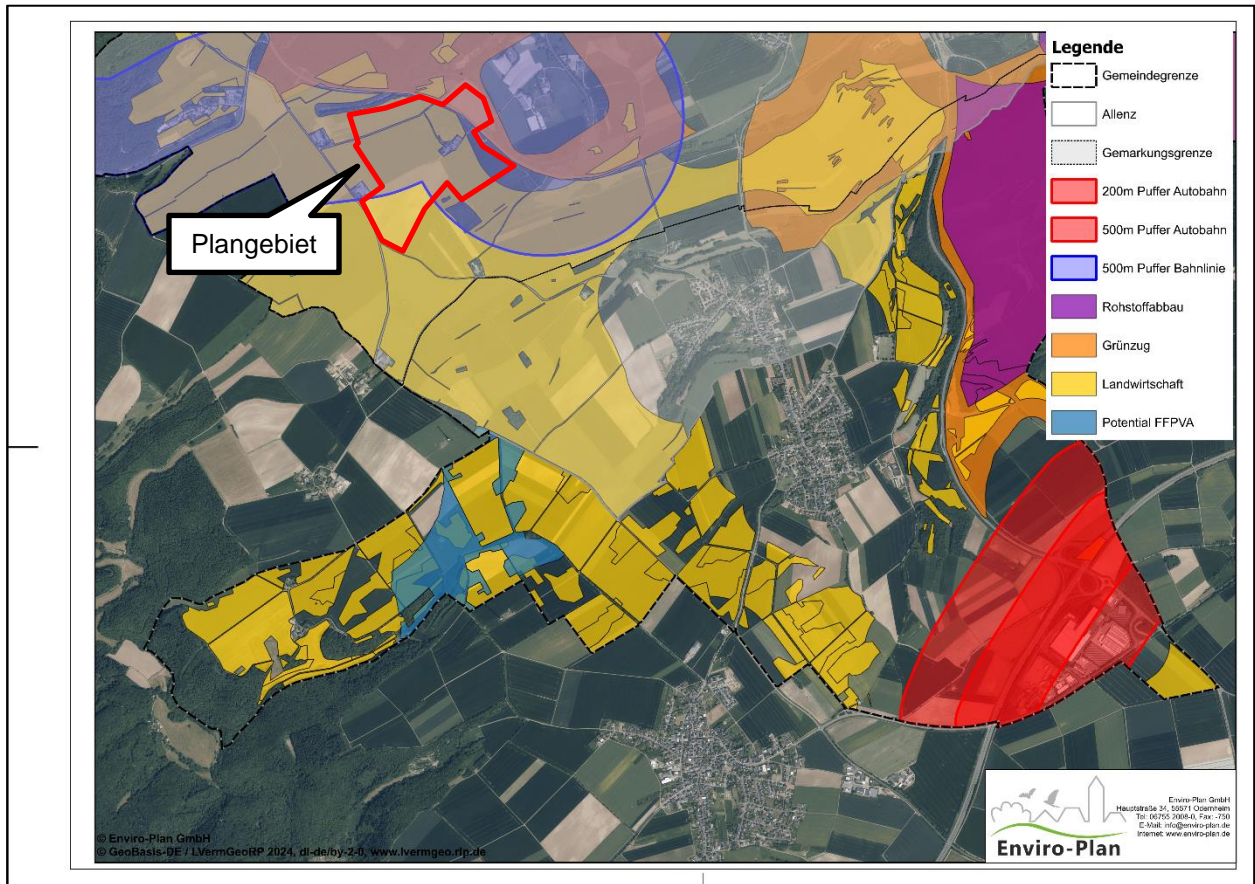 Legende
Gemeindegrenze
Allenz
Gemarkungsgrenze
200m Puffer Autobahn
500m Puffer Autobahn
500m Puffer Bahnlinie
Rohstoffabbau
Grünzug
Landwirtschaft
Potential FFPVA
Plangebiet
© Enviro-Plan GmbH
© GeoBasis-DE / LVermGeoRP 2024, dl-de/by-2-0, www.lvermgeo.rlp.de
Enviro-Plan GmbH
Hauptstraße 34, 55571 Odernheim
Tel: 06755 2008-0, Fax: -750
E-Mail: info@enviro-plan.de
Internet: www.enviro-plan.de
Enviro-Plan